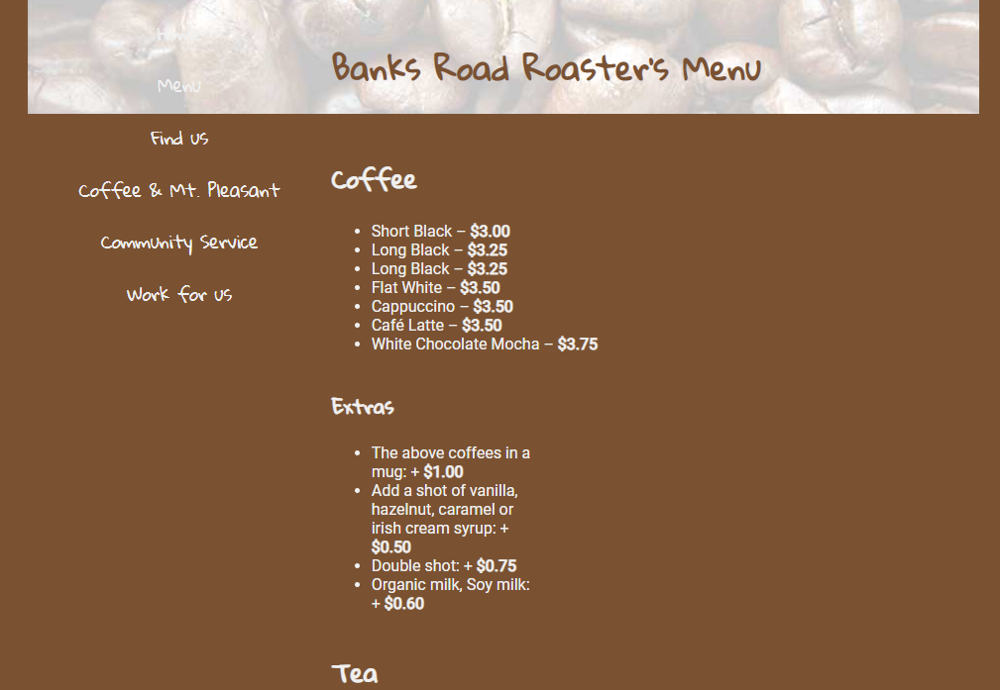 Home
Menu
Find us
Coffee & Mt. Pleasant
Community Service
Work for us
Banks Road Roaster's Menu
Coffee
• Short Black – $3.00
• Long Black – $3.25
• Long Black – $3.25
• Flat White – $3.50
• Cappuccino – $3.50
• Café Latte – $3.50
• White Chocolate Mocha – $3.75
Extras
• The above coffees in a
mug: + $1.00
• Add a shot of vanilla,
hazelnut, caramel or
irish cream syrup: +
$0.50
• Double shot: + $0.75
• Organic milk, Soy milk:
+ $0.60
Tea